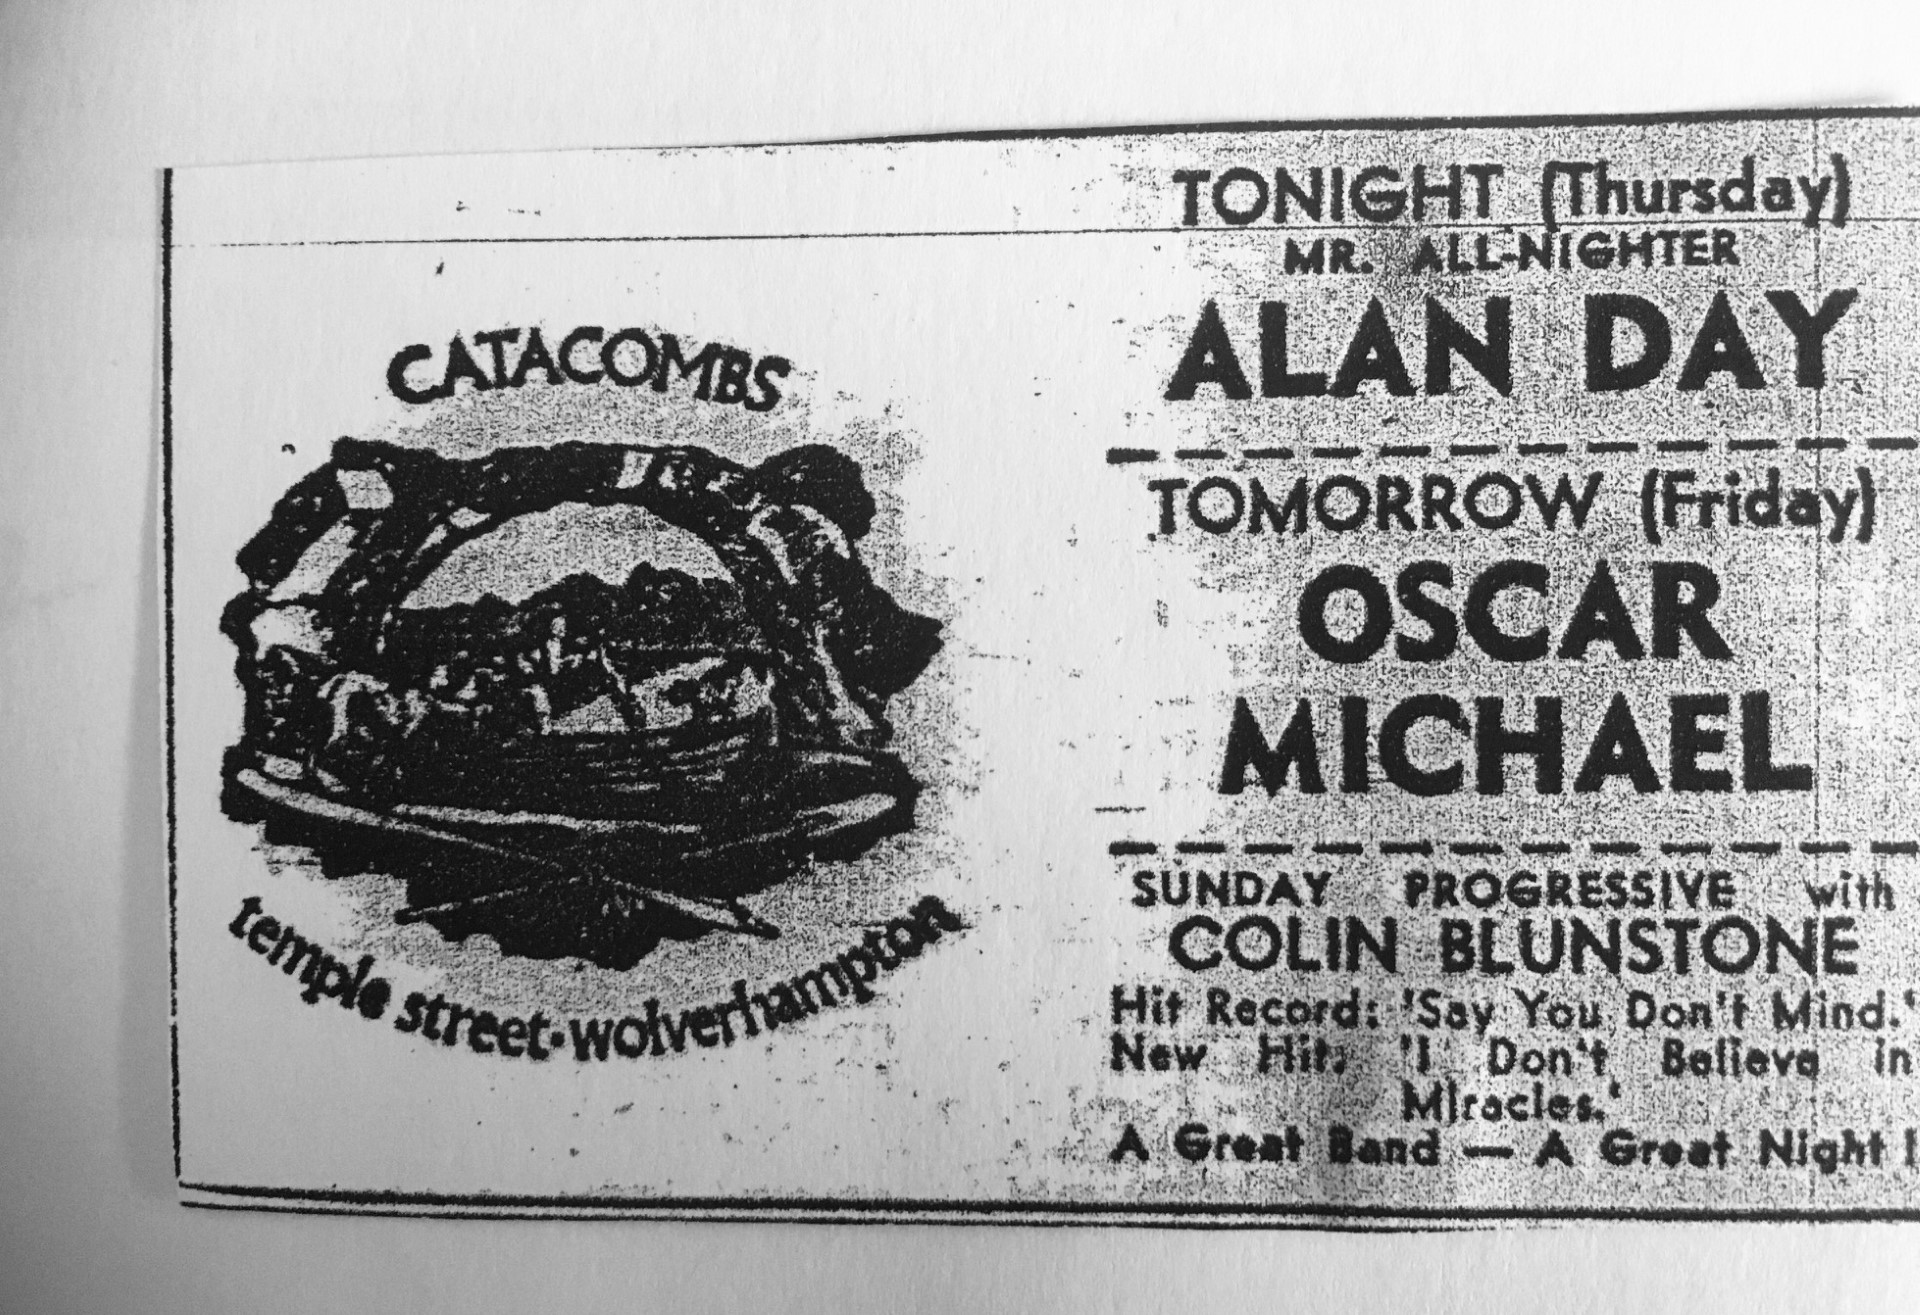 CATACOMBS
temple street·wolverhampton
TONIGHT (Thursday)
MR. ALL-NIGHTER
ALAN DAY
TOMORROW (Friday)
OSCAR
MICHAEL
SUNDAY PROGRESSIVE with
COLIN BLUNSTONE
Hit Record: 'Say You Don't Mind.'
New Hit: 'I Don't Believe in
Miracles.'
A Great Band — A Great Night!